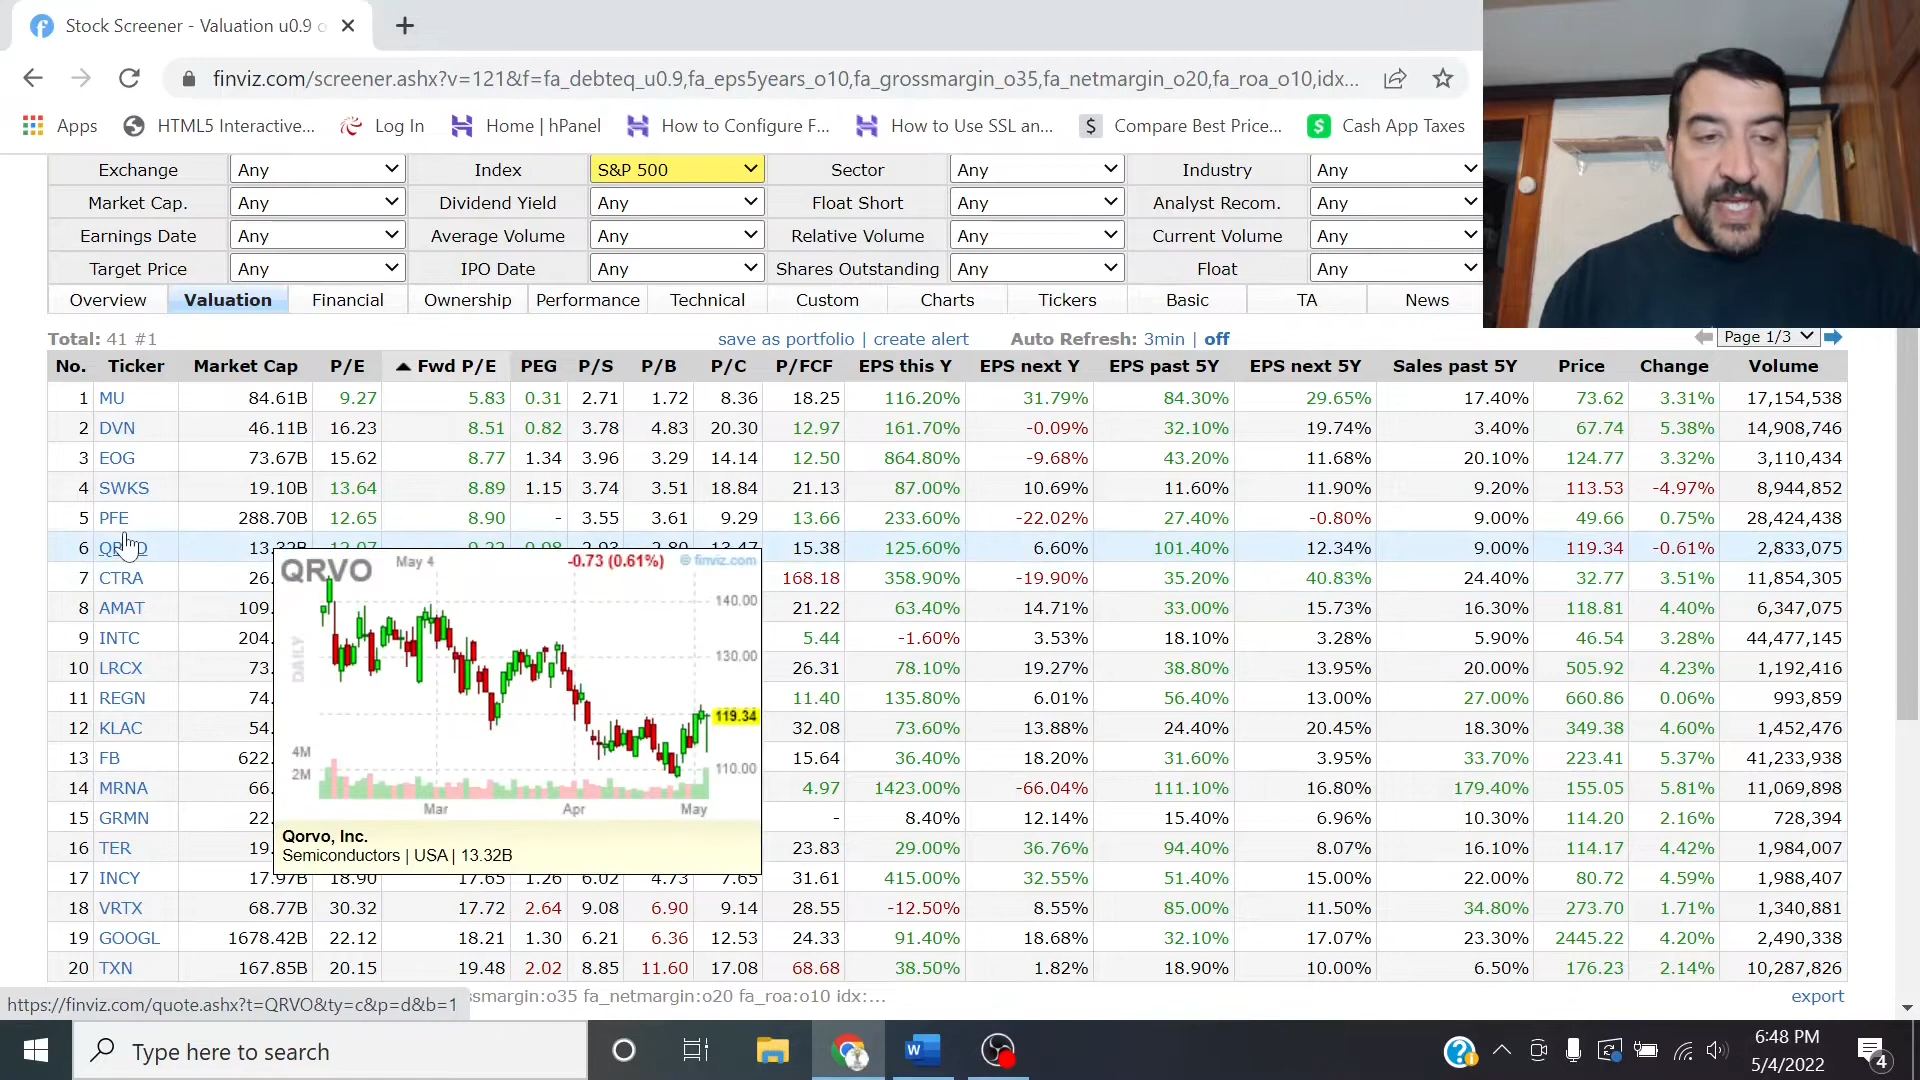 Stock Screener - Valuation u0.9 o
finviz.com/screener.ashx?v=121&f=fa_debteq_u0.9,fa_eps5years_o10,fa_grossmargin_o35,fa_netmargin_o20,fa_roa_o10,idx...
Apps HTML5 Interactive... Log In Home | hPanel How to Configure F... How to Use SSL an... $ Compare Best Price... $ Cash App Taxes
Exchange Any Index S&P 500 Sector Any Industry Any
Market Cap. Any Dividend Yield Any Float Short Any Analyst Recom. Any
Earnings Date Any Average Volume Any Relative Volume Any Current Volume Any
Target Price Any IPO Date Any Shares Outstanding Any Float Any
Overview Valuation Financial Ownership Performance Technical Custom Charts Tickers Basic TA News
Total: 41 #1 save as portfolio | create alert Auto Refresh: 3min | off Page 1/3
No. Ticker Market Cap P/E Fwd P/E PEG P/S P/B P/C P/FCF EPS this Y EPS next Y EPS past 5Y EPS next 5Y Sales past 5Y Price Change Volume
1 MU 84.61B 9.27 5.83 0.31 2.71 1.72 8.36 18.25 116.20% 31.79% 84.30% 29.65% 17.40% 73.62 3.31% 17,154,538
2 DVN 46.11B 16.23 8.51 0.82 3.78 4.83 20.30 12.97 161.70% -0.09% 32.10% 19.74% 3.40% 67.74 5.38% 14,908,746
3 EOG 73.67B 15.62 8.77 1.34 3.96 3.29 14.14 12.50 864.80% -9.68% 43.20% 11.68% 20.10% 124.77 3.32% 3,110,434
4 SWKS 19.10B 13.64 8.89 1.15 3.74 3.51 18.84 21.13 87.00% 10.69% 11.60% 11.90% 9.20% 113.53 -4.97% 8,944,852
5 PFE 288.70B 12.65 8.90 - 3.55 3.61 9.29 13.66 233.60% -22.02% 27.40% -0.80% 9.00% 49.66 0.75% 28,424,438
6 QRVO 15.38 125.60% 6.60% 101.40% 12.34% 9.00% 119.34 -0.61% 2,833,075
7 CTRA 26. 168.18 358.90% -19.90% 35.20% 40.83% 24.40% 32.77 3.51% 11,854,305
8 AMAT 109. 21.22 63.40% 14.71% 33.00% 15.73% 16.30% 118.81 4.40% 6,347,075
9 INTC 204. 5.44 -1.60% 3.53% 18.10% 3.28% 5.90% 46.54 3.28% 44,477,145
10 LRCX 73. 26.31 78.10% 19.27% 38.80% 13.95% 20.00% 505.92 4.23% 1,192,416
11 REGN 74. 11.40 135.80% 6.01% 56.40% 13.00% 27.00% 660.86 0.06% 993,859
12 KLAC 54. 32.08 73.60% 13.88% 24.40% 20.45% 18.30% 349.38 4.60% 1,452,476
13 FB 622. 15.64 36.40% 18.20% 31.60% 3.95% 33.70% 223.41 5.37% 41,233,938
14 MRNA 66. 4.97 1423.00% -66.04% 111.10% 16.80% 179.40% 155.05 5.81% 11,069,898
15 GRMN 22. - 8.40% 12.14% 15.40% 6.96% 10.30% 114.20 2.16% 728,394
16 TER 19. 23.83 29.00% 36.76% 94.40% 8.07% 16.10% 114.17 4.42% 1,984,007
17 INCY 17.97B 18.90 17.65 1.26 6.02 4.73 7.65 31.61 415.00% 32.55% 51.40% 15.00% 22.00% 80.72 4.59% 1,988,407
18 VRTX 68.77B 30.32 17.72 2.64 9.08 6.90 9.14 28.55 -12.50% 8.55% 85.00% 11.50% 34.80% 273.70 1.71% 1,340,881
19 GOOGL 1678.42B 22.12 18.21 1.30 6.21 6.36 12.53 24.33 91.40% 18.68% 32.10% 17.07% 23.30% 2445.22 4.20% 2,490,338
20 TXN 167.85B 20.15 19.48 2.02 8.85 11.60 17.08 68.68 38.50% 1.82% 18.90% 10.00% 6.50% 176.23 2.14% 10,287,826
QRVO May 4 -0.73 (0.61%) © finviz.com
DAILY
140.00
130.00
119.34
110.00
4M
2M
Mar Apr May
Qorvo, Inc.
Semiconductors | USA | 13.32B
https://finviz.com/quote.ashx?t=QRVO&ty=c&p=d&b=1 ssmargin:o35 fa_netmargin:o20 fa_roa:o10 idx:... export
Type here to search
W
6:48 PM
5/4/2022
4